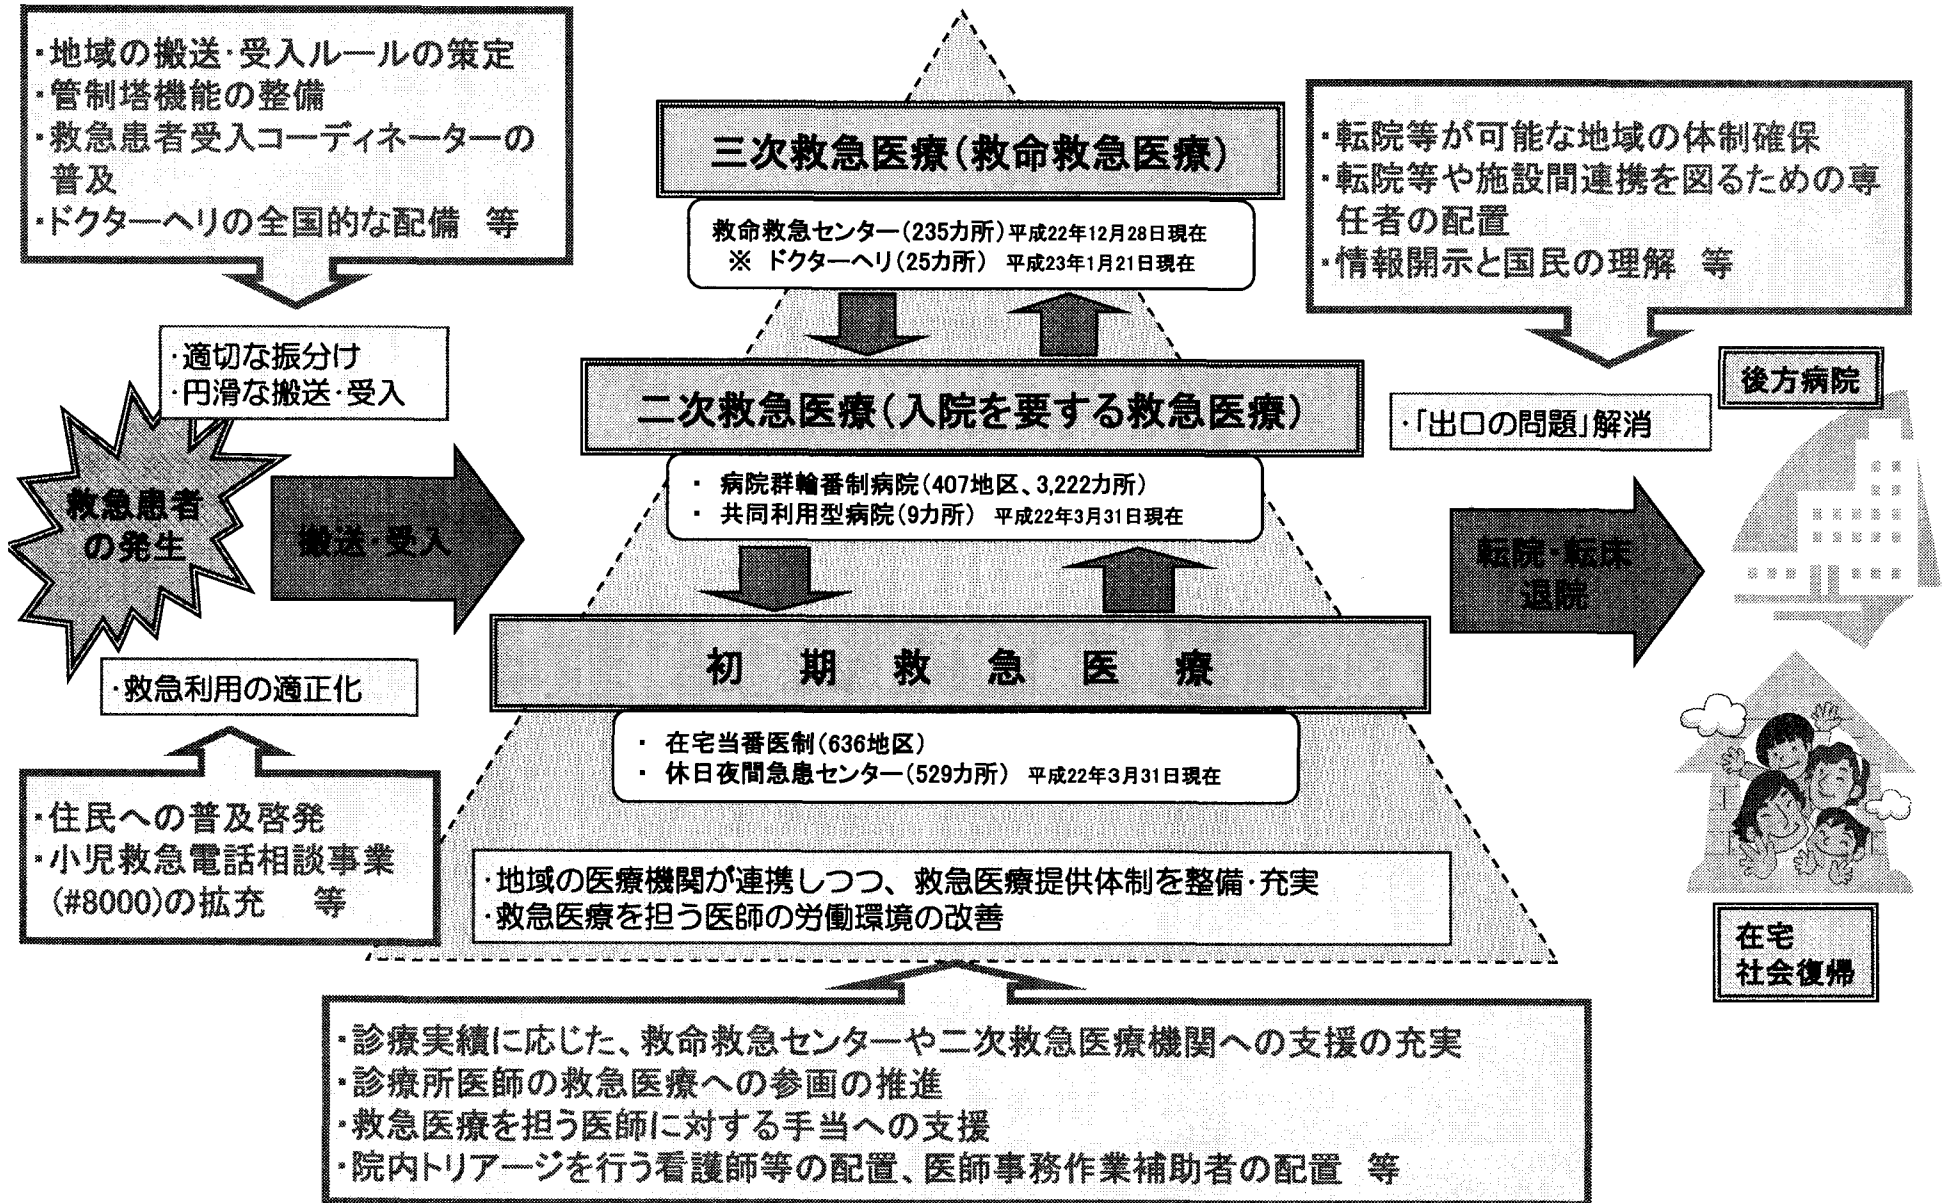 ・地域の搬送・受入ルールの策定
・管制塔機能の整備
・救急患者受入コーディネーターの
普及
・ドクターヘリの全国的な配備 等
・適切な振分け
・円滑な搬送・受入
救急患者
の発生
搬送・受入
・救急利用の適正化
・住民への普及啓発
・小児救急電話相談事業
(#8000)の拡充 等
三次救急医療(救命救急医療)
救命救急センター(235カ所)平成22年12月28日現在
※ ドクターヘリ(25カ所) 平成23年1月21日現在
二次救急医療(入院を要する救急医療)
・ 病院群輪番制病院(407地区、3,222カ所)
・ 共同利用型病院(9カ所) 平成22年3月31日現在
初期救急医療
・ 在宅当番医制(636地区)
・ 休日夜間急患センター(529カ所) 平成22年3月31日現在
・地域の医療機関が連携しつつ、救急医療提供体制を整備・充実
・救急医療を担う医師の労働環境の改善
・診療実績に応じた、救命救急センターや二次救急医療機関への支援の充実
・診療所医師の救急医療への参画の推進
・救急医療を担う医師に対する手当への支援
・院内トリアージを行う看護師等の配置、医師事務作業補助者の配置 等
・転院等が可能な地域の体制確保
・転院等や施設間連携を図るための専
任者の配置
・情報開示と国民の理解 等
・「出口の問題」解消
転院・転床
退院
後方病院
在宅
社会復帰